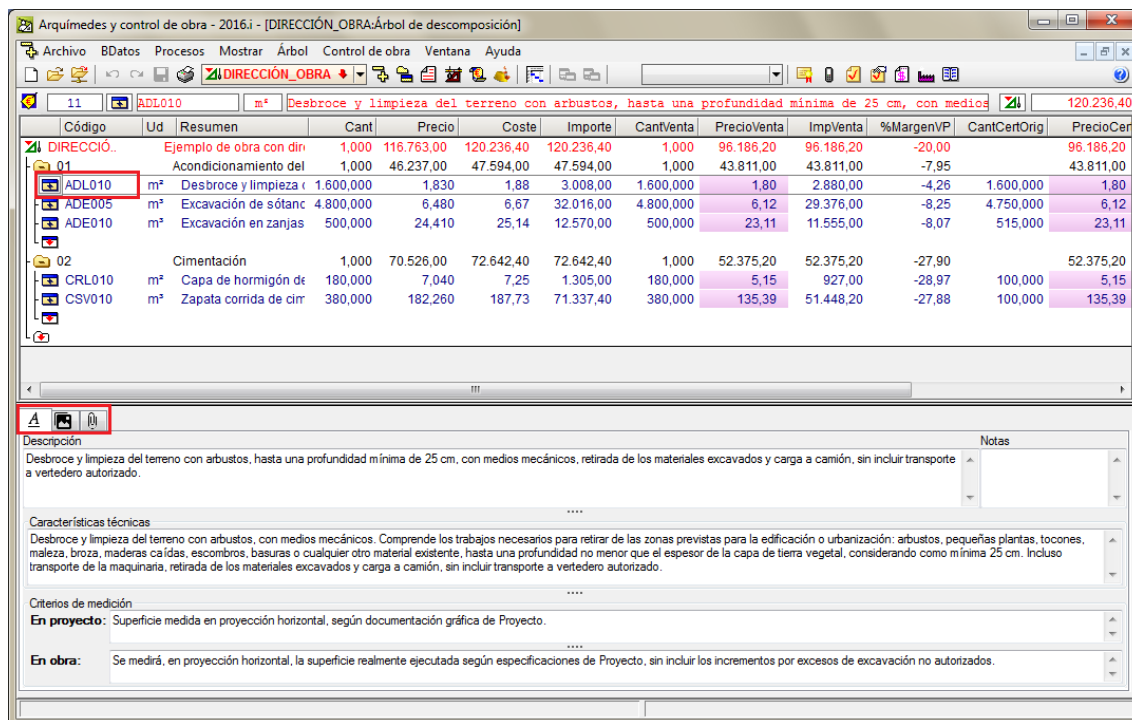 Arquímedes y control de obra - 2016.i - [DIRECCIÓN_OBRA:Árbol de descomposición]
Archivo BDatos Procesos Mostrar Árbol Control de obra Ventana Ayuda
DIRECCIÓN_OBRA
11 ADL010 m² Desbroce y limpieza del terreno con arbustos, hasta una profundidad mínima de 25 cm, con medios 120.236,40
Código Ud Resumen Cant Precio Coste Importe CantVenta PrecioVenta ImpVenta %MargenVP CantCertOrig PrecioCer
DIRECCIÓ.. Ejemplo de obra con dire 1,000 116.763,00 120.236,40 120.236,40 1,000 96.186,20 96.186,20 -20,00 96.186,20
01 Acondicionamiento del 1,000 46.237,00 47.594,00 47.594,00 1,000 43.811,00 43.811,00 -7,95 43.811,00
ADL010 m² Desbroce y limpieza 1.600,000 1,830 1,88 3.008,00 1.600,000 1,80 2.880,00 -4,26 1.600,000 1,80
ADE005 m³ Excavación de sótanc 4.800,000 6,480 6,67 32.016,00 4.800,000 6,12 29.376,00 -8,25 4.750,000 6,12
ADE010 m³ Excavación en zanjas 500,000 24,410 25,14 12.570,00 500,000 23,11 11.555,00 -8,07 515,000 23,11
02 Cimentación 1,000 70.526,00 72.642,40 72.642,40 1,000 52.375,20 52.375,20 -27,90 52.375,20
CRL010 m² Capa de hormigón de 180,000 7,040 7,25 1.305,00 180,000 5,15 927,00 -28,97 100,000 5,15
CSV010 m³ Zapata corrida de cim 380,000 182,260 187,73 71.337,40 380,000 135,39 51.448,20 -27,88 100,000 135,39
A
Descripción Notas
Desbroce y limpieza del terreno con arbustos, hasta una profundidad mínima de 25 cm, con medios mecánicos, retirada de los materiales excavados y carga a camión, sin incluir transporte
a vertedero autorizado.
Características técnicas
Desbroce y limpieza del terreno con arbustos, con medios mecánicos. Comprende los trabajos necesarios para retirar de las zonas previstas para la edificación o urbanización: arbustos, pequeñas plantas, tocones,
maleza, broza, maderas caídas, escombros, basuras o cualquier otro material existente, hasta una profundidad no menor que el espesor de la capa de tierra vegetal, considerando como mínima 25 cm. Incluso
transporte de la maquinaria, retirada de los materiales excavados y carga a camión, sin incluir transporte a vertedero autorizado.
Criterios de medición
En proyecto: Superficie medida en proyección horizontal, según documentación gráfica de Proyecto.
En obra: Se medirá, en proyección horizontal, la superficie realmente ejecutada según especificaciones de Proyecto, sin incluir los incrementos por excesos de excavación no autorizados.